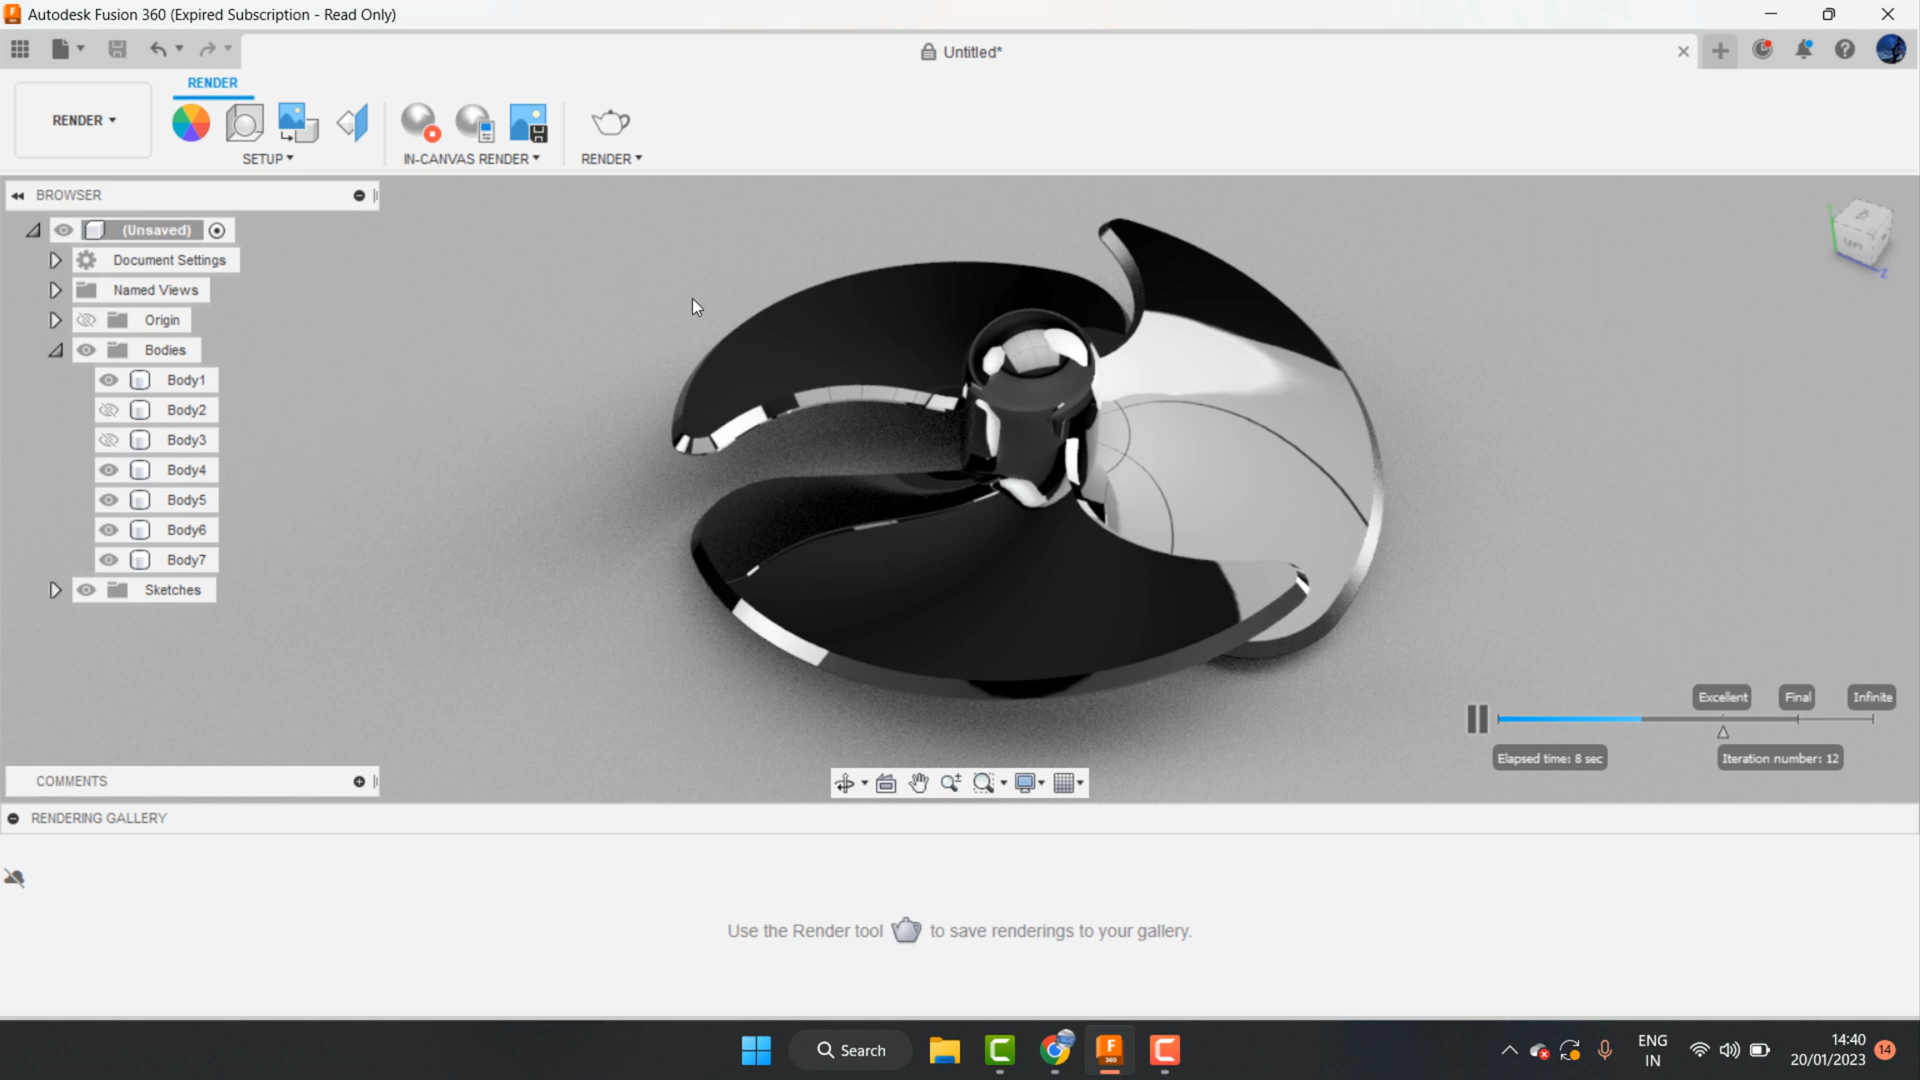 Autodesk Fusion 360 (Expired Subscription - Read Only)
Untitled*
RENDER
RENDER
SETUP
IN-CANVAS RENDER
RENDER
BROWSER
(Unsaved)
Document Settings
Named Views
Origin
Bodies
Body1
Body2
Body3
Body4
Body5
Body6
Body7
Sketches
LEFT
Z
Excellent
Final
Infinite
Elapsed time: 8 sec
Iteration number: 12
COMMENTS
RENDERING GALLERY
Use the Render tool to save renderings to your gallery.
Search
F
360
ENG
IN
14:40
20/01/2023
14